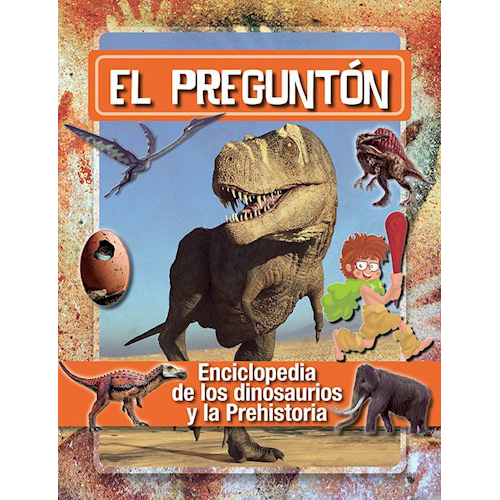 EL PREGUNTÓN
Enciclopedia
de los dinosaurios
y la Prehistoria